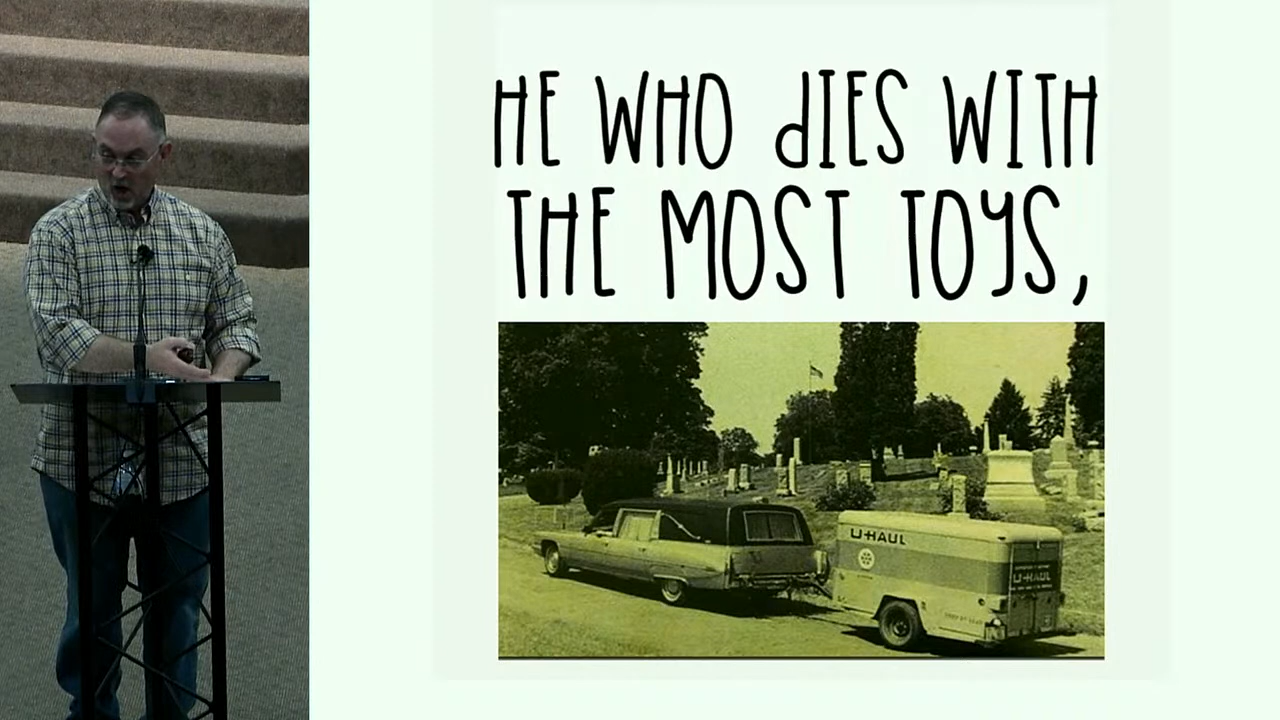 HE WHO dIES WITH
THE MOST TOYS,
U-HAUL
U-HAUL